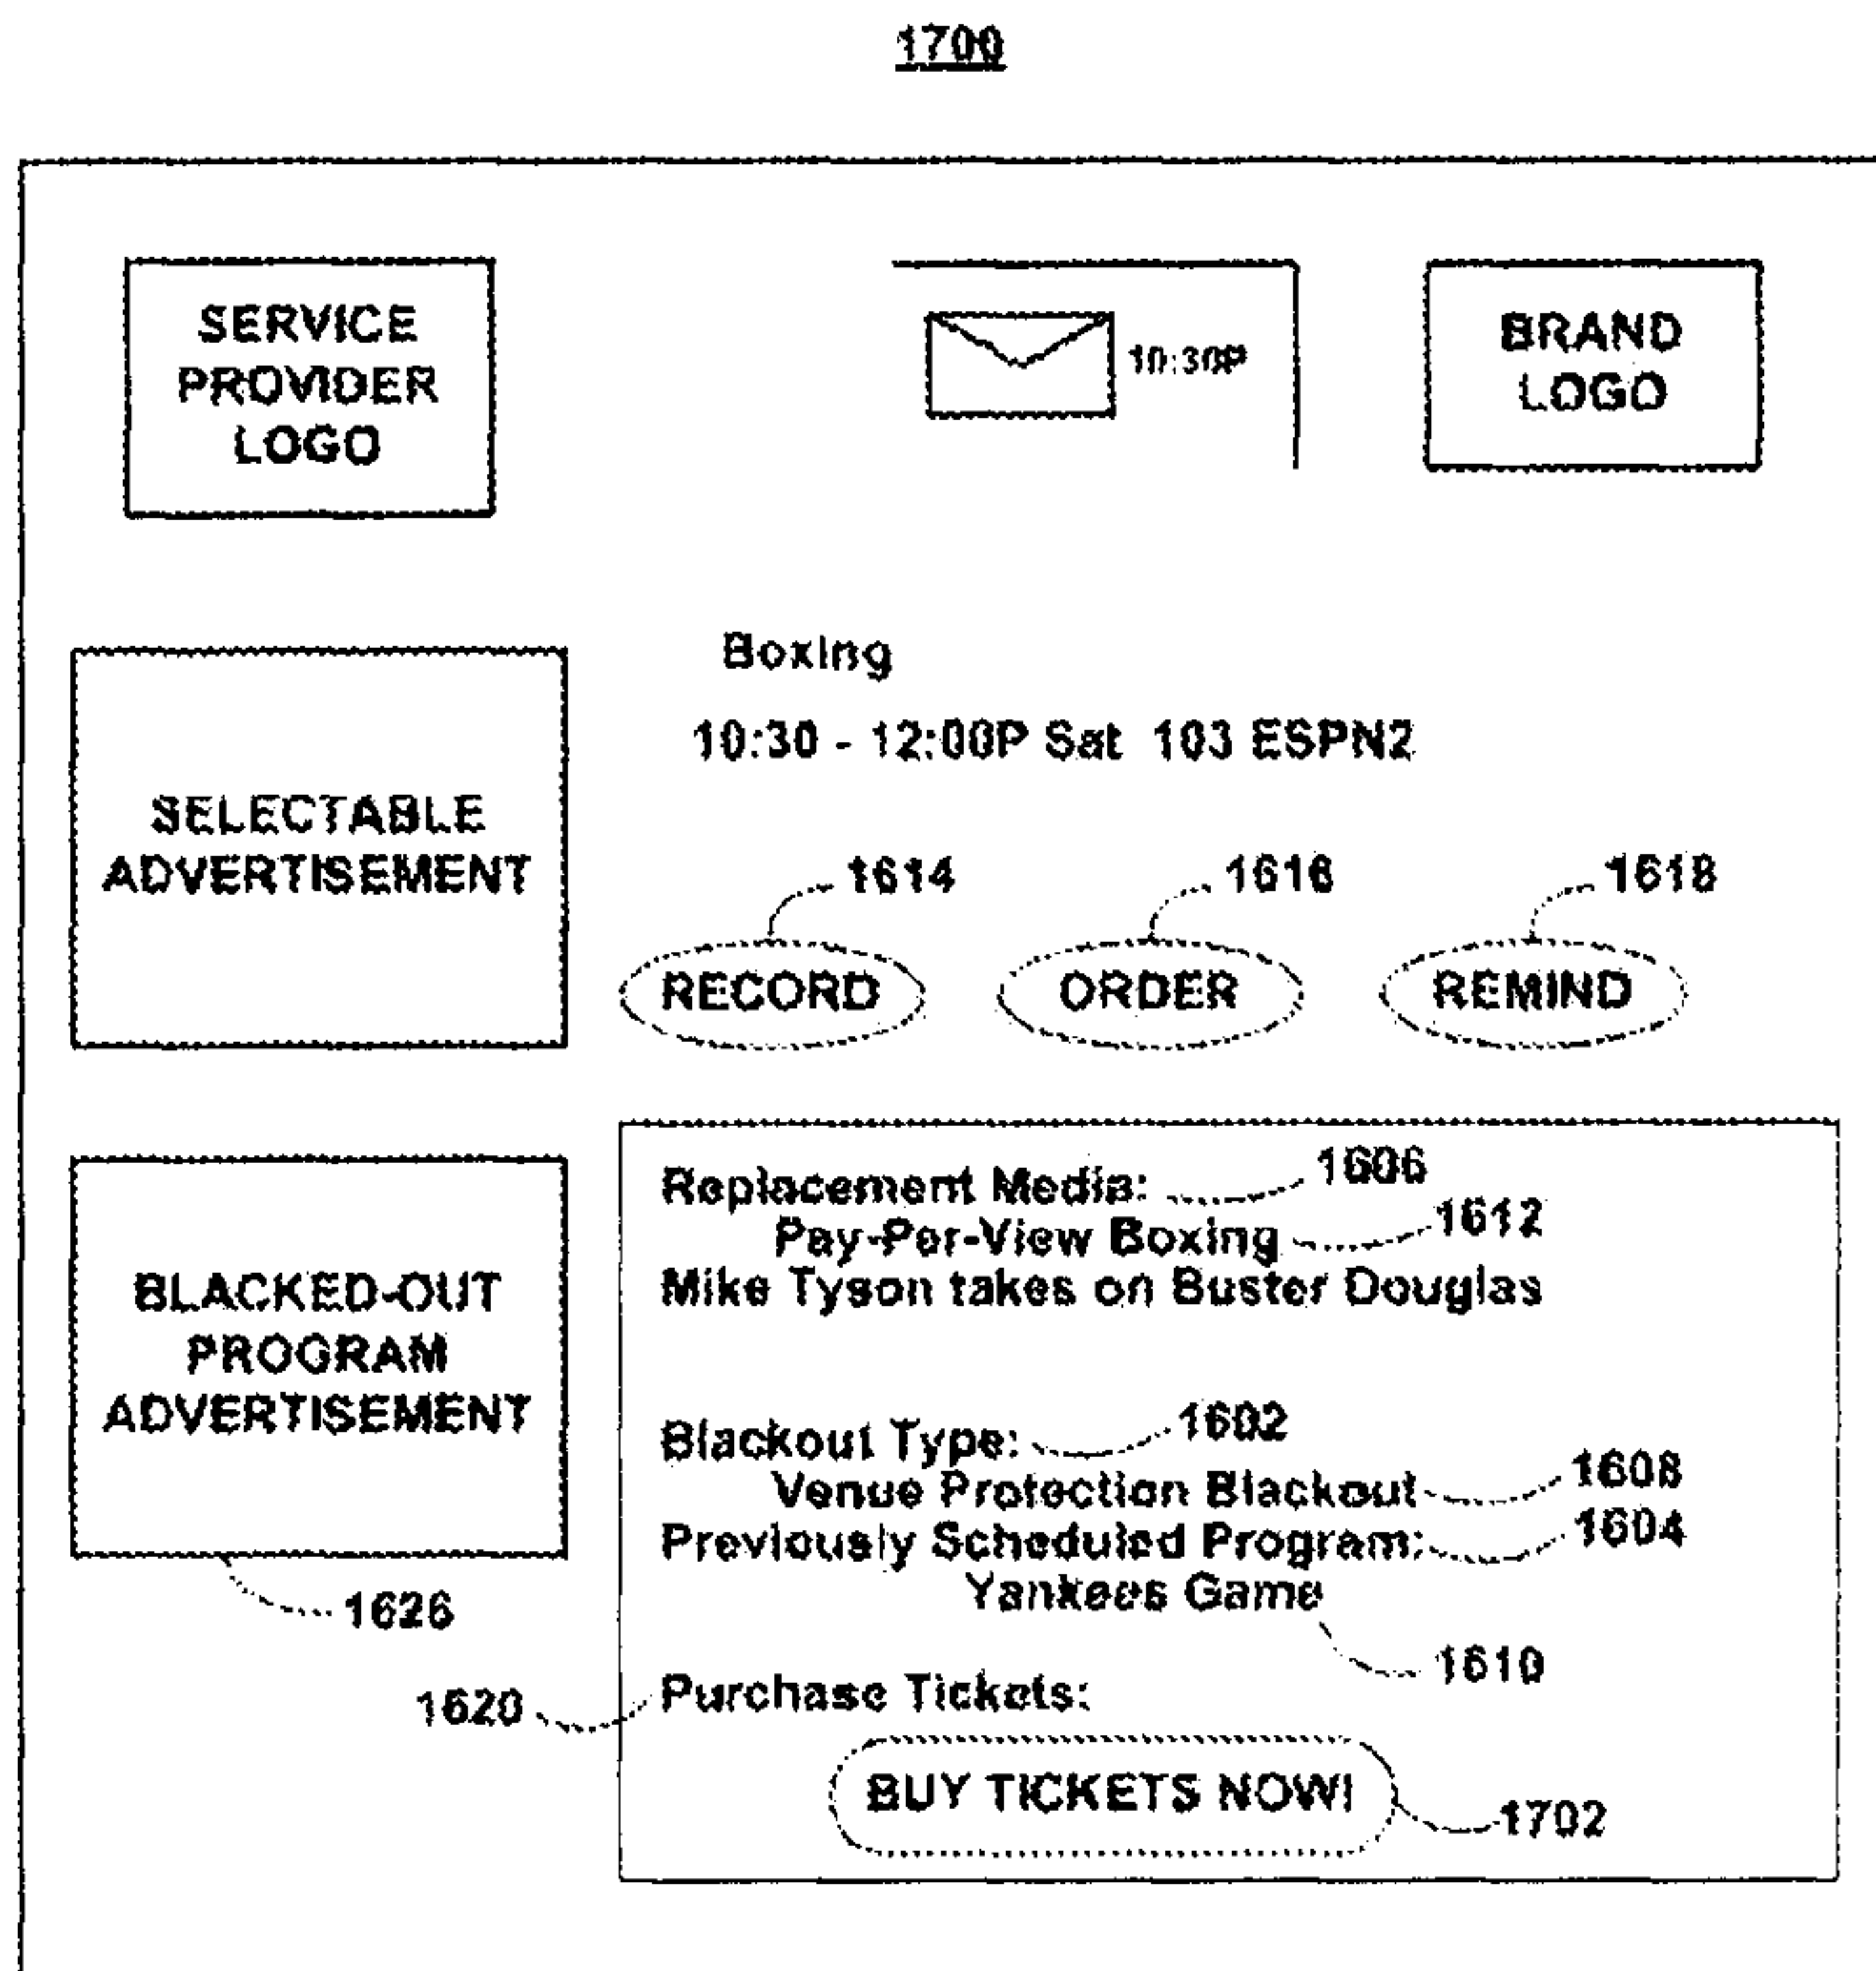 1700
SERVICE
PROVIDER
LOGO
10:30P
BRAND
LOGO
SELECTABLE
ADVERTISEMENT
Boxing
10:30 - 12:00P Sat 103 ESPN2
1614
1616
1618
RECORD
ORDER
REMIND
BLACKED-OUT
PROGRAM
ADVERTISEMENT
1626
Replacement Media: 1606
Pay-Per-View Boxing 1612
Mike Tyson takes on Buster Douglas
Blackout Type: 1602
Venue Protection Blackout 1608
Previously Scheduled Program: 1604
Yankees Game
1610
1620 Purchase Tickets:
BUY TICKETS NOW!
1702